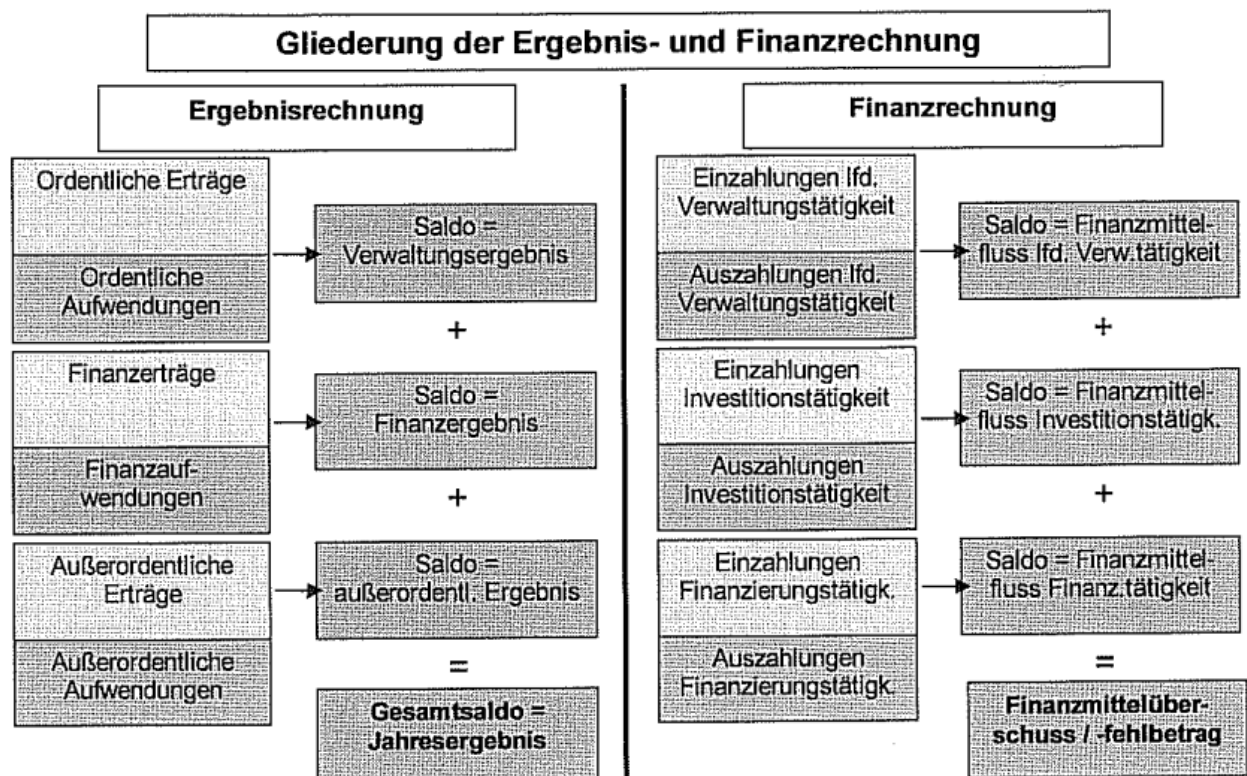 Gliederung der Ergebnis- und Finanzrechnung
Ergebnisrechnung
Ordentliche Erträge
Ordentliche
Aufwendungen
Saldo =
Verwaltungsergebnis
+
Finanzerträge
Finanzauf-
wendungen
Saldo =
Finanzergebnis
+
Außerordentliche
Erträge
Außerordentliche
Aufwendungen
Saldo =
außerordentl. Ergebnis
=
Gesamtsaldo =
Jahresergebnis
Finanzrechnung
Einzahlungen lfd.
Verwaltungstätigkeit
Auszahlungen lfd.
Verwaltungstätigkeit
Saldo = Finanzmittel-
fluss lfd. Verw.tätigkeit
+
Einzahlungen
Investitionstätigkeit
Auszahlungen
Investitionstätigkeit
Saldo = Finanzmittel-
fluss Investitionstätigk.
+
Einzahlungen
Finanzierungstätigk.
Auszahlungen
Finanzierungstätigk.
Saldo = Finanzmittel-
fluss Finanz.tätigkeit
=
Finanzmittelüber-
schuss / -fehlbetrag